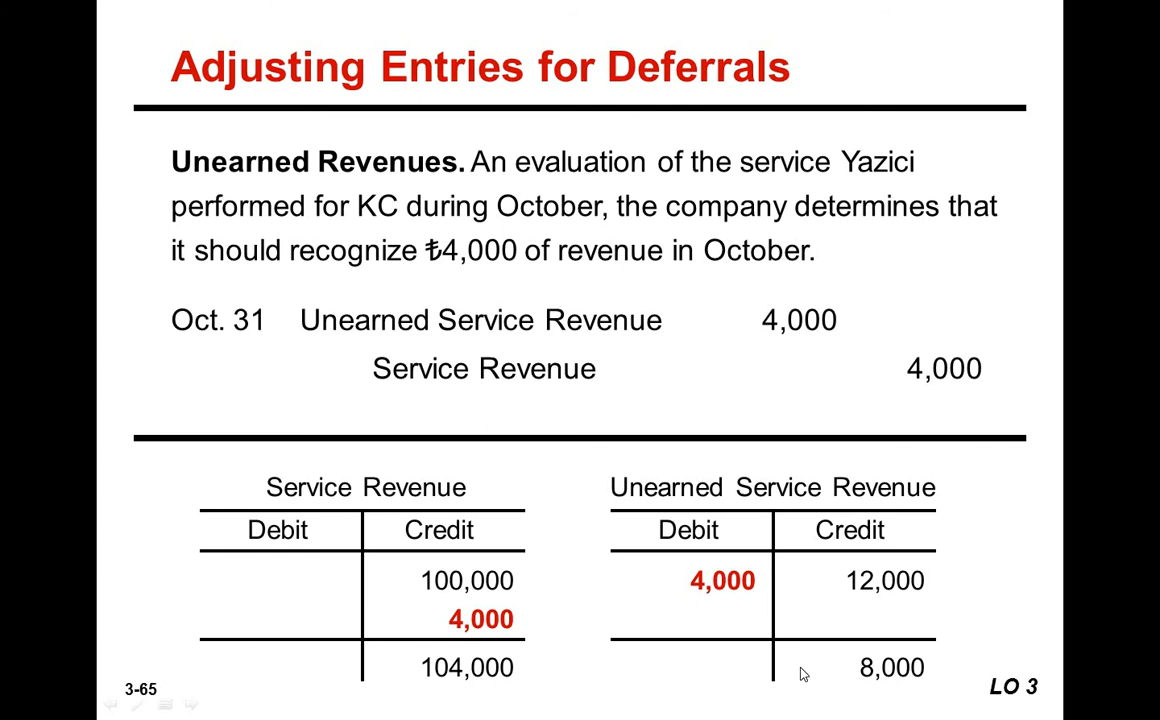 Adjusting Entries for Deferrals
Unearned Revenues. An evaluation of the service Yazici
performed for KC during October, the company determines that
it should recognize ₺4,000 of revenue in October.
Oct. 31 Unearned Service Revenue 4,000
Service Revenue 4,000
Service Revenue
Debit Credit
100,000
4,000
104,000
Unearned Service Revenue
Debit Credit
4,000 12,000
8,000
3-65
LO 3